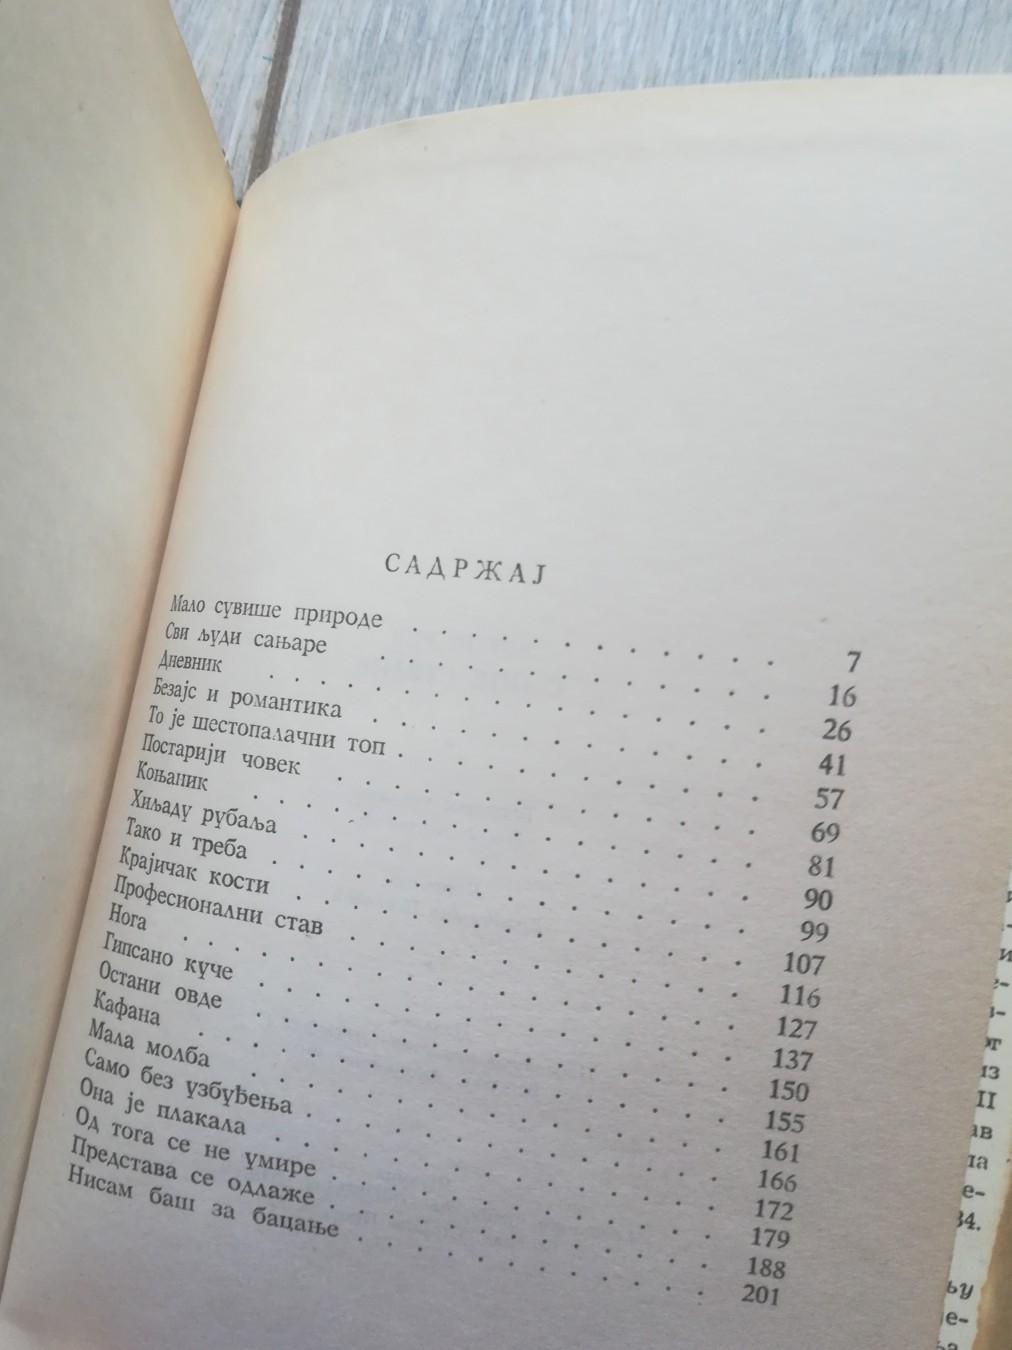 САДРЖАЈ
Мало сувише природе . . . . . . . . . . . . . 7
Сви људи сањаре . . . . . . . . . . . . . . 16
Дневник . . . . . . . . . . . . . . . . . 26
Безајс и романтика . . . . . . . . . . . . . . 41
То је шестопалачни топ . . . . . . . . . . . . . 57
Постарији човек . . . . . . . . . . . . . . . 69
Коњаник . . . . . . . . . . . . . . . . . 81
Хиљаду рубаља . . . . . . . . . . . . . . . . 90
Тако и треба . . . . . . . . . . . . . . . . 99
Крајичак кости . . . . . . . . . . . . . . . . 107
Професионални став . . . . . . . . . . . . . . 116
Нога . . . . . . . . . . . . . . . . . . . 127
Гипсано куче . . . . . . . . . . . . . . . . 137
Остани овде . . . . . . . . . . . . . . . . 150
Кафана . . . . . . . . . . . . . . . . . . 155
Мала молба . . . . . . . . . . . . . . . . 161
Само без узбуђења . . . . . . . . . . . . . . 166
Она је плакала . . . . . . . . . . . . . . . 172
Од тога се не умире . . . . . . . . . . . . . 179
Представа се одлаже . . . . . . . . . . . . . 188
Нисам баш за бацање . . . . . . . . . . . . . 201